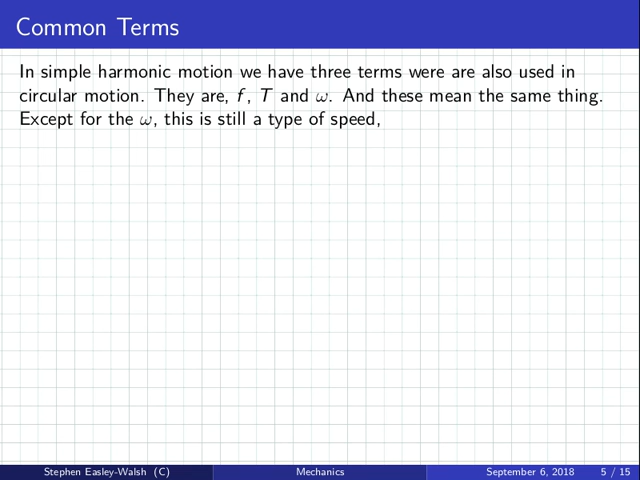 Common Terms
In simple harmonic motion we have three terms were are also used in
circular motion. They are, f, T and ω. And these mean the same thing.
Except for the ω, this is still a type of speed,
Stephen Easley-Walsh (C) Mechanics September 6, 2018 5 / 15